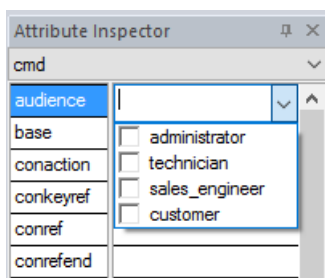 Attribute Inspector
cmd
audience
base
administrator
conaction
technician
conkeyref
sales_engineer
conref
customer
conrefend